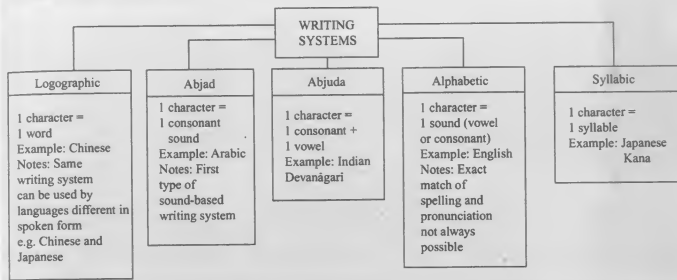 WRITING
SYSTEMS
Logographic
1 character =
1 word
Example: Chinese
Notes: Same
writing system
can be used by
languages different in
spoken form
e.g. Chinese and
Japanese
Abjad
1 character =
1 consonant
sound
Example: Arabic
Notes: First
type of
sound-based
writing system
Abjuda
1 character =
1 consonant +
1 vowel
Example: Indian
Devanāgari
Alphabetic
1 character =
1 sound (vowel
or consonant)
Example: English
Notes: Exact
match of
spelling and
pronunciation
not always
possible
Syllabic
1 character =
1 syllable
Example: Japanese
Kana